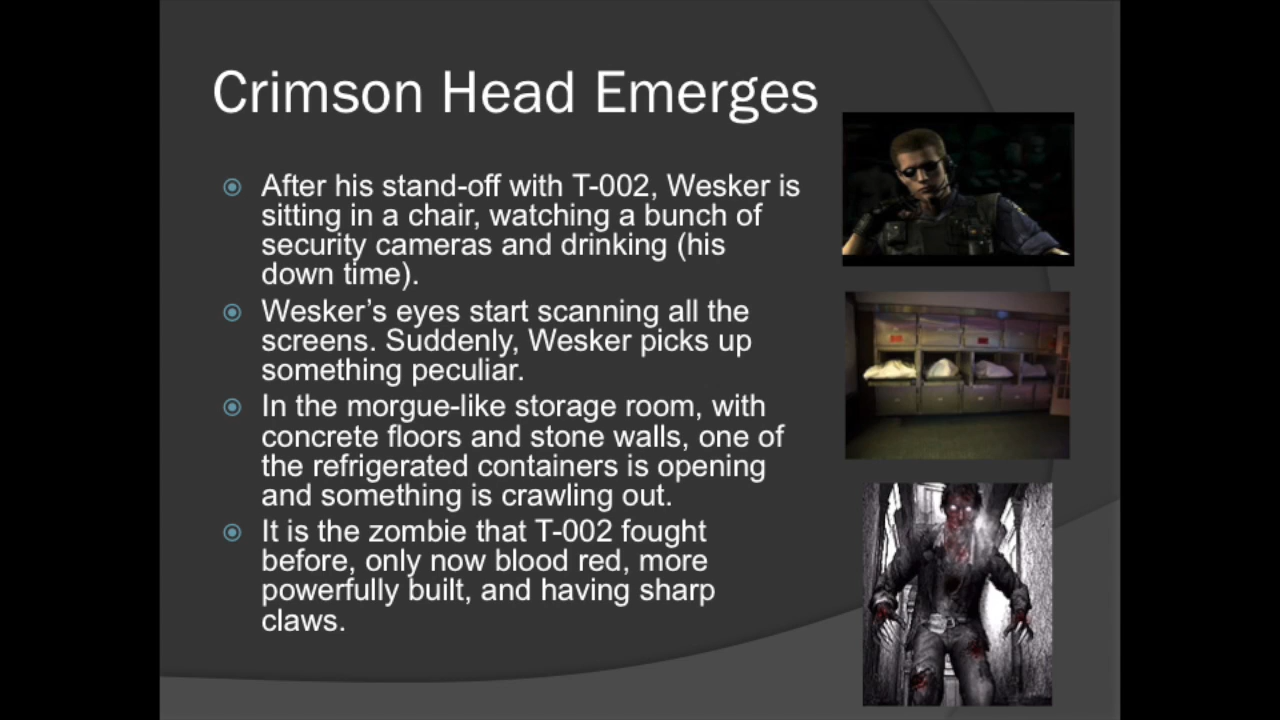 Crimson Head Emerges
After his stand-off with T-002, Wesker is
sitting in a chair, watching a bunch of
security cameras and drinking (his
down time).
Wesker’s eyes start scanning all the
screens. Suddenly, Wesker picks up
something peculiar.
In the morgue-like storage room, with
concrete floors and stone walls, one of
the refrigerated containers is opening
and something is crawling out.
It is the zombie that T-002 fought
before, only now blood red, more
powerfully built, and having sharp
claws.